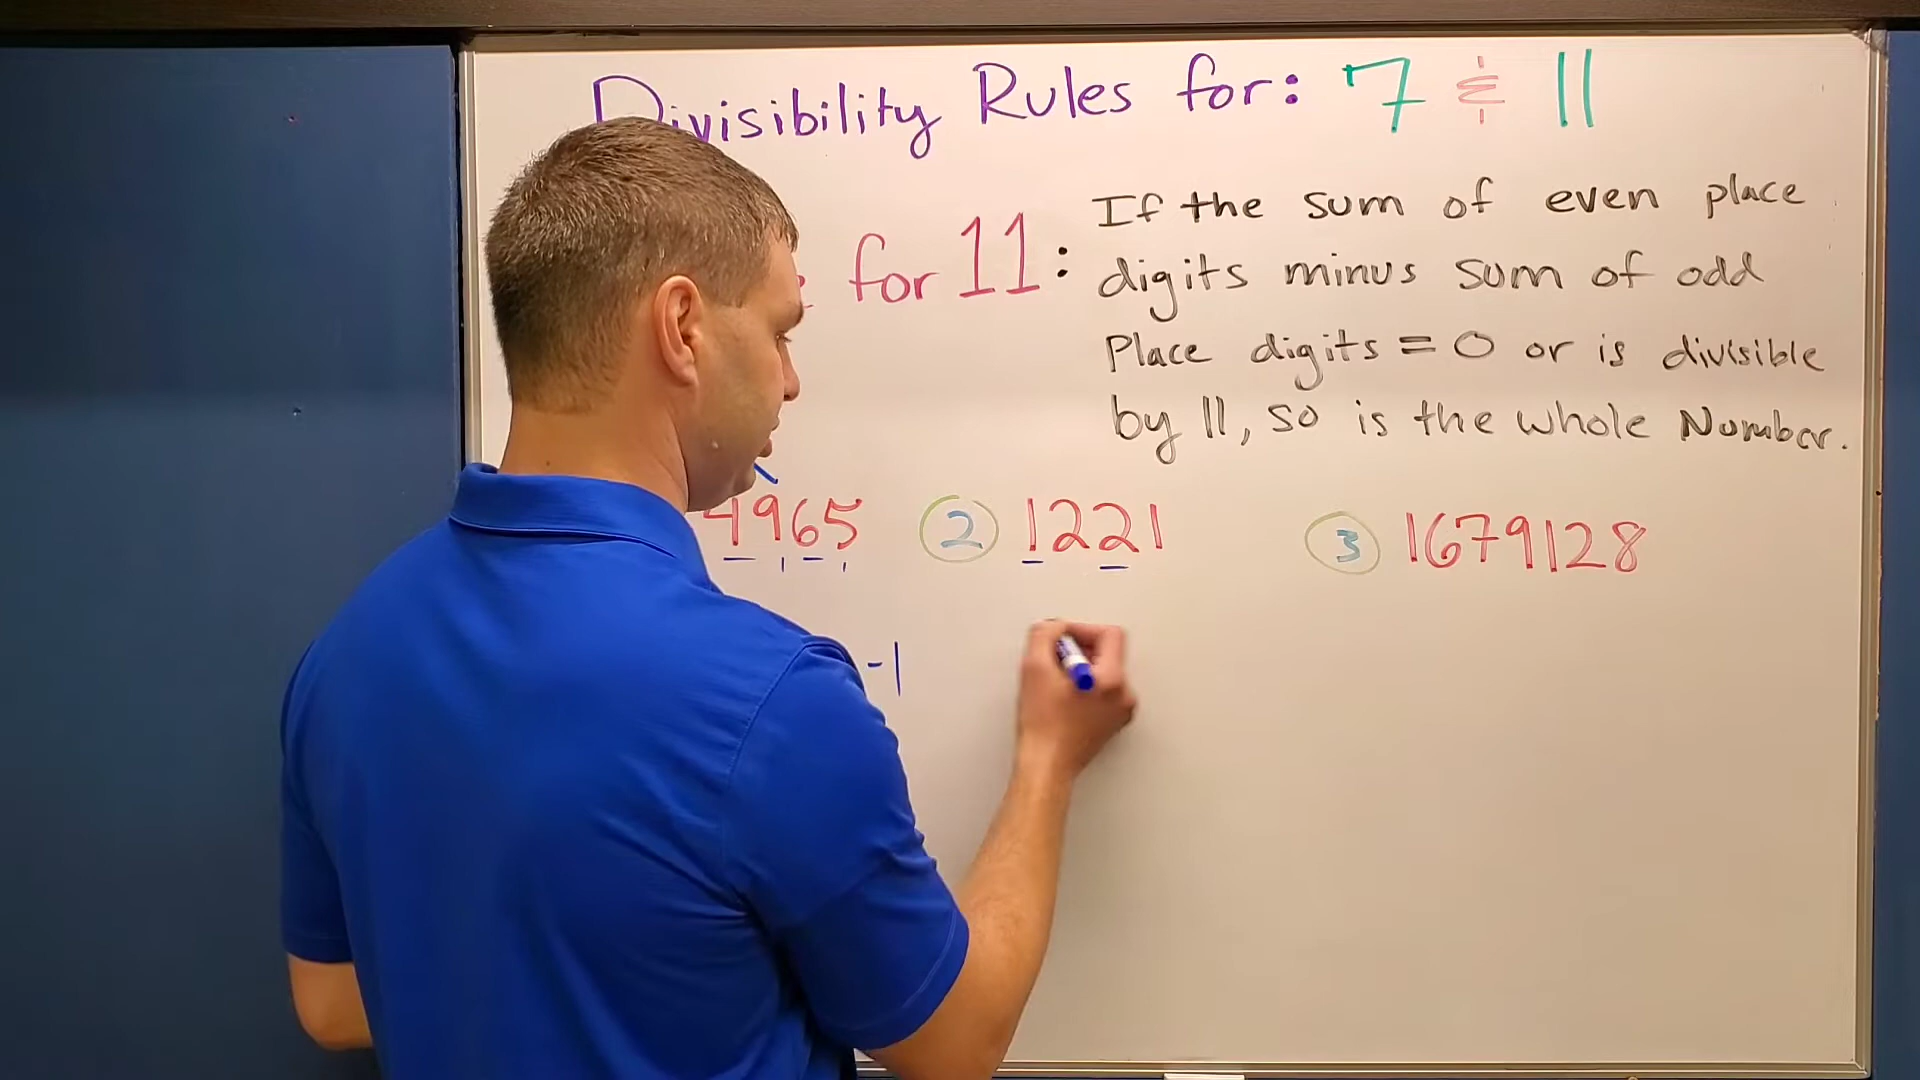 Divisibility Rules for: 7 & 11
for 11:
If the sum of even place
digits minus sum of odd
Place digits = 0 or is divisible
by 11, so is the whole Number.
4965 2 1221 3 1679128
-1